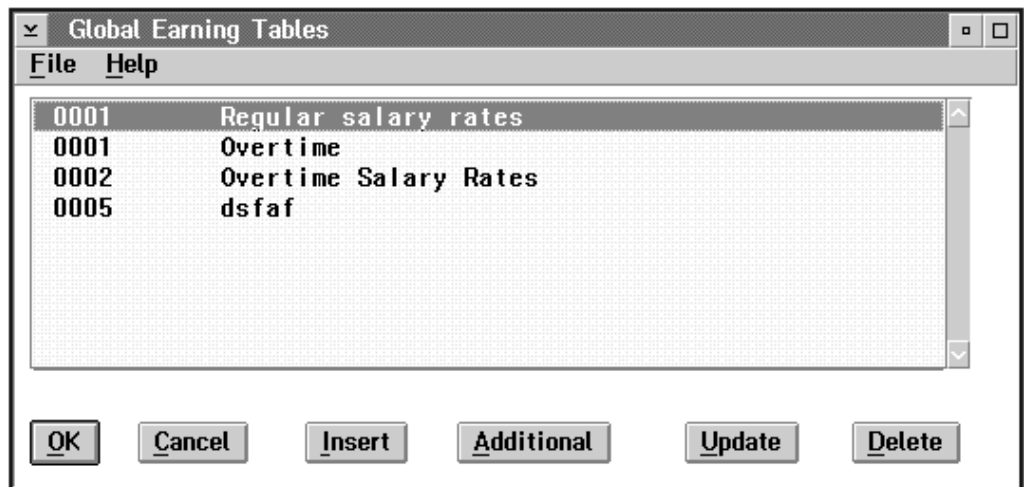 Global Earning Tables
File Help
0001 Regular salary rates
0001 Overtime
0002 Overtime Salary Rates
0005 dsfaf
OK Cancel Insert Additional Update Delete